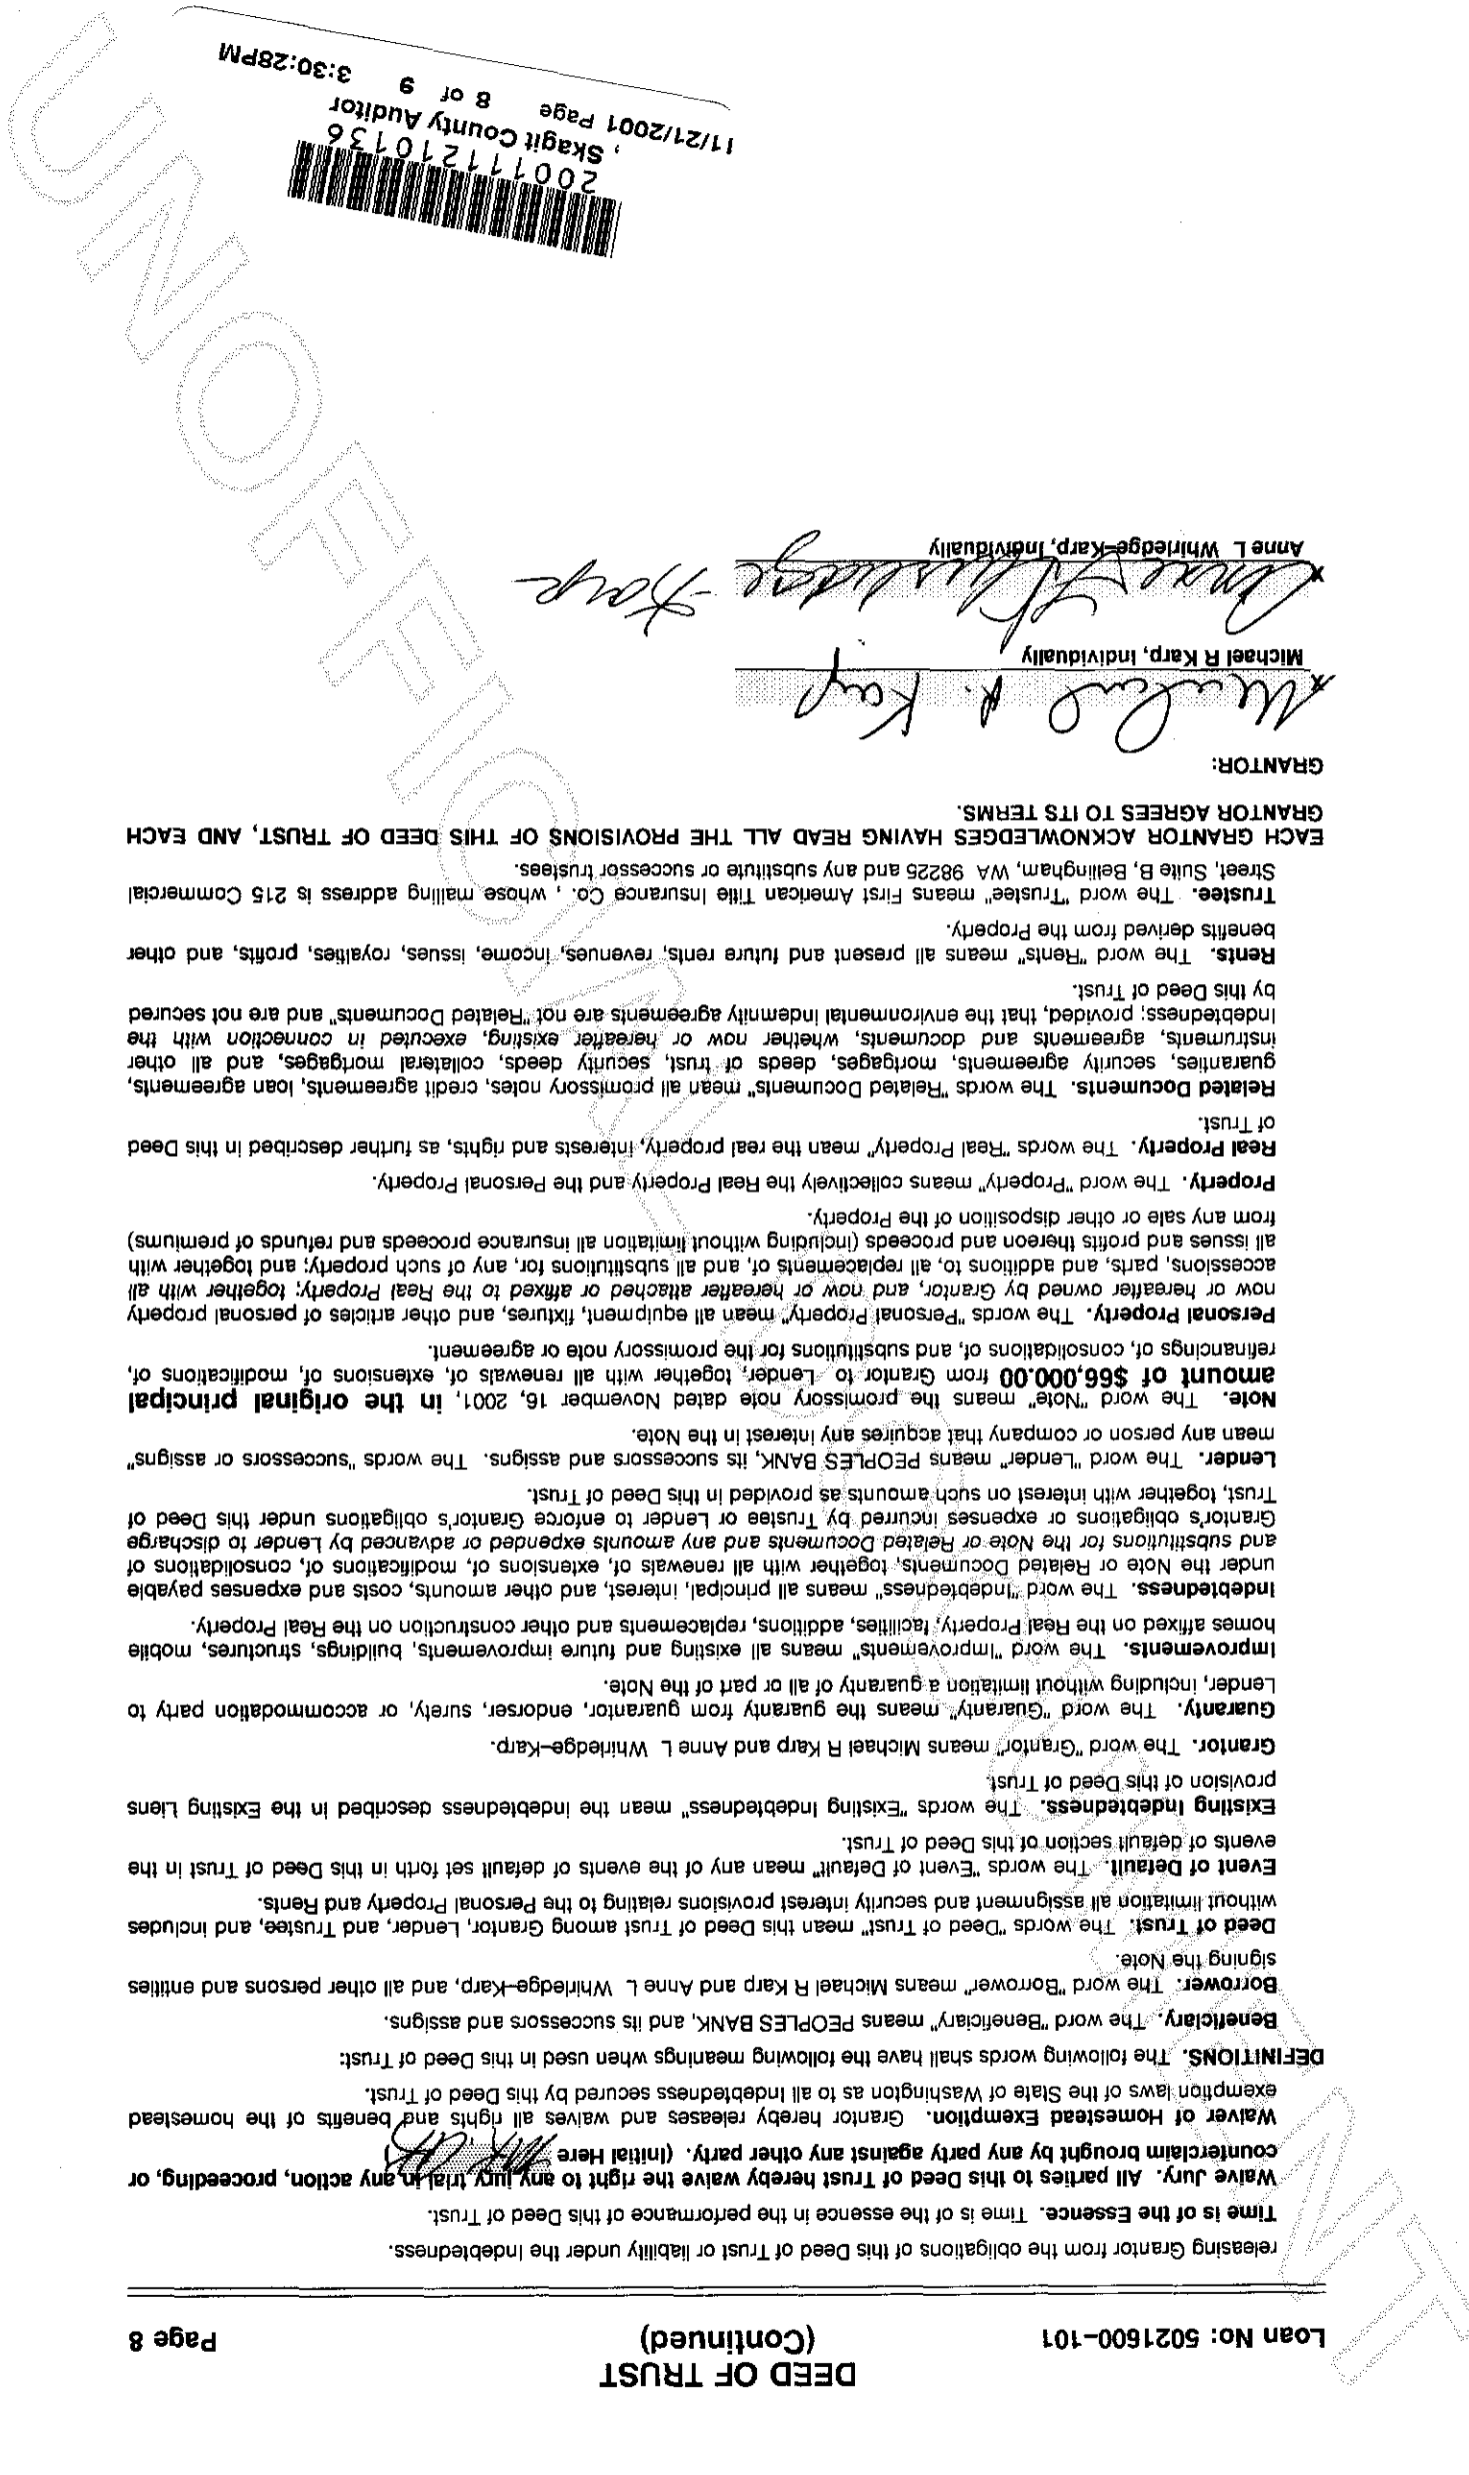 DEED OF TRUST
Loan No: 5021600-101 (Continued) Page 8
releasing Grantor from the obligations of this Deed of Trust or liability under the Indebtedness.
Time is of the Essence. Time is of the essence in the performance of this Deed of Trust.
Waive Jury. All parties to this Deed of Trust hereby waive the right to any jury trial in any action, proceeding, or
counterclaim brought by any party against any other party. (Initial Here
Waiver of Homestead Exemption. Grantor hereby releases and waives all rights and benefits of the homestead
exemption laws of the State of Washington as to all Indebtedness secured by this Deed of Trust.
DEFINITIONS. The following words shall have the following meanings when used in this Deed of Trust:
Beneficiary. The word "Beneficiary" means PEOPLES BANK, and its successors and assigns.
Borrower. The word "Borrower" means Michael R Karp and Anne L Whirledge-Karp, and all other persons and entities
signing the Note.
Deed of Trust. The words "Deed of Trust" mean this Deed of Trust among Grantor, Lender, and Trustee, and includes
without limitation all assignment and security interest provisions relating to the Personal Property and Rents.
Event of Default. The words "Event of Default" mean any of the events of default set forth in this Deed of Trust in the
events of default section of this Deed of Trust.
Existing Indebtedness. The words "Existing Indebtedness" mean the indebtedness described in the Existing Liens
provision of this Deed of Trust.
Grantor. The word "Grantor" means Michael R Karp and Anne L Whirledge-Karp.
Guaranty. The word "Guaranty" means the guaranty from guarantor, endorser, surety, or accommodation party to
Lender, including without limitation a guaranty of all or part of the Note.
Improvements. The word "Improvements" means all existing and future improvements, buildings, structures, mobile
homes affixed on the Real Property, facilities, additions, replacements and other construction on the Real Property.
Indebtedness. The word "Indebtedness" means all principal, interest, and other amounts, costs and expenses payable
under the Note or Related Documents, together with all renewals of, extensions of, modifications of, consolidations of
and substitutions for the Note or Related Documents and any amounts expended or advanced by Lender to discharge
Grantor's obligations or expenses incurred by Trustee or Lender to enforce Grantor's obligations under this Deed of
Trust, together with interest on such amounts as provided in this Deed of Trust.
Lender. The word "Lender" means PEOPLES BANK, its successors and assigns. The words "successors or assigns"
mean any person or company that acquires any interest in the Note.
Note. The word "Note" means the promissory note dated November 16, 2001, in the original principal
amount of $66,000.00 from Grantor to Lender, together with all renewals of, extensions of, modifications of,
refinancings of, consolidations of, and substitutions for the promissory note or agreement.
Personal Property. The words "Personal Property" mean all equipment, fixtures, and other articles of personal property
now or hereafter owned by Grantor, and now or hereafter attached or affixed to the Real Property; together with all
accessions, parts, and additions to, all replacements of, and all substitutions for, any of such property; and together with
all issues and profits thereon and proceeds (including without limitation all insurance proceeds and refunds of premiums)
from any sale or other disposition of the Property.
Property. The word "Property" means collectively the Real Property and the Personal Property.
Real Property. The words "Real Property" mean the real property, interests and rights, as further described in this Deed
of Trust.
Related Documents. The words "Related Documents" mean all promissory notes, credit agreements, loan agreements,
guaranties, security agreements, mortgages, deeds of trust, security deeds, collateral mortgages, and all other
instruments, agreements and documents, whether now or hereafter existing, executed in connection with the
Indebtedness; provided, that the environmental indemnity agreements are not "Related Documents" and are not secured
by this Deed of Trust.
Rents. The word "Rents" means all present and future rents, revenues, income, issues, royalties, profits, and other
benefits derived from the Property.
Trustee. The word "Trustee" means First American Title Insurance Co. , whose mailing address is 215 Commercial
Street, Suite B, Bellingham, WA 98225 and any substitute or successor trustees.
EACH GRANTOR ACKNOWLEDGES HAVING READ ALL THE PROVISIONS OF THIS DEED OF TRUST, AND EACH
GRANTOR AGREES TO ITS TERMS.
GRANTOR:
X Michael R. Karp
Michael R Karp, Individually
X Anne L Whirledge-Karp
Anne L Whirledge-Karp, Individually
200111210136
, Skagit County Auditor
11/21/2001 Page 8 of 9 3:30:28PM
UNOFFICIAL DOCUMENT